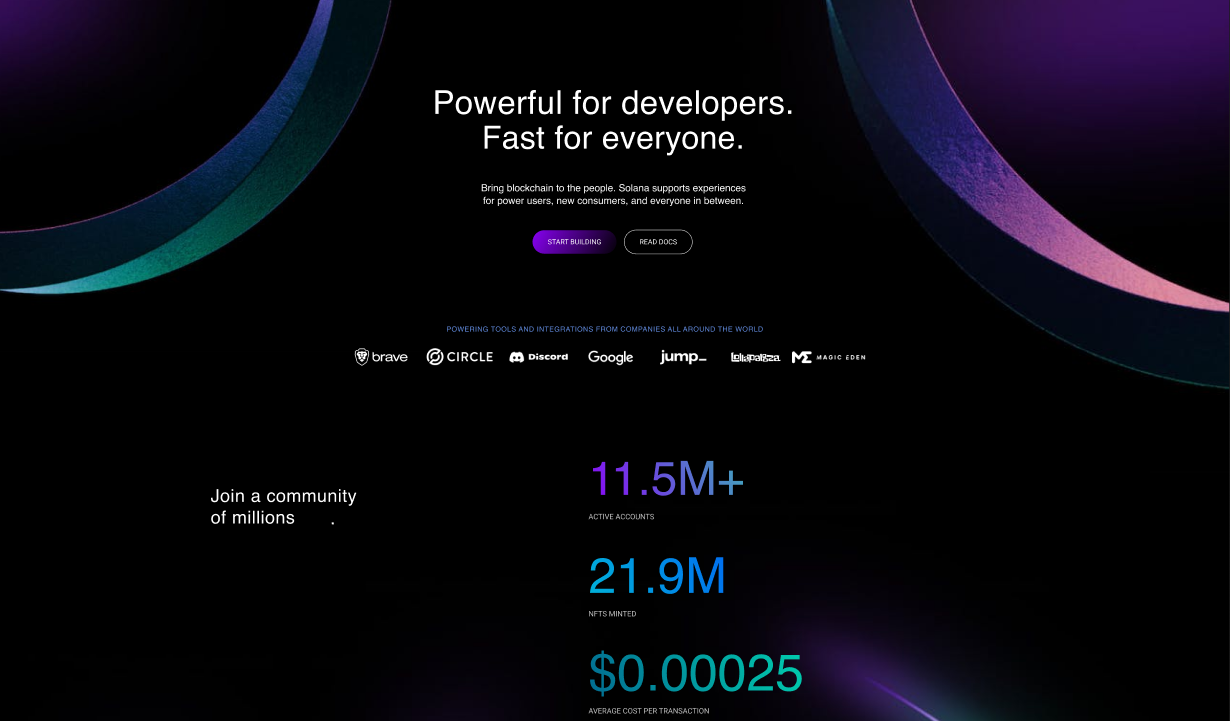 Powerful for developers.
Fast for everyone.
Bring blockchain to the people. Solana supports experiences
for power users, new consumers, and everyone in between.
START BUILDING READ DOCS
POWERING TOOLS AND INTEGRATIONS FROM COMPANIES ALL AROUND THE WORLD
brave CIRCLE Discord Google jump_ Lollapalooza ME MAGIC EDEN
Join a community
of millions .
11.5M+
ACTIVE ACCOUNTS
21.9M
NFTS MINTED
$0.00025
AVERAGE COST PER TRANSACTION